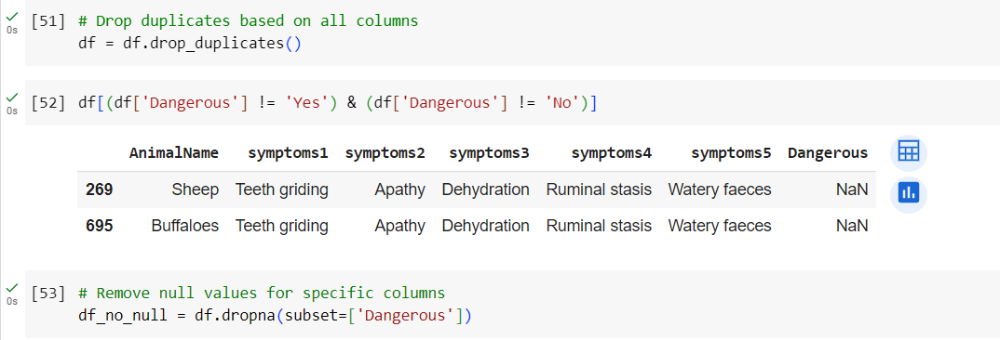 [51] # Drop duplicates based on all columns
0s
df = df.drop_duplicates()
[52] df[(df['Dangerous'] != 'Yes') & (df['Dangerous'] != 'No')]
0s
AnimalName symptoms1 symptoms2 symptoms3 symptoms4 symptoms5 Dangerous
269 Sheep Teeth griding Apathy Dehydration Ruminal stasis Watery faeces NaN
695 Buffaloes Teeth griding Apathy Dehydration Ruminal stasis Watery faeces NaN
[53] # Remove null values for specific columns
0s
df_no_null = df.dropna(subset=['Dangerous'])